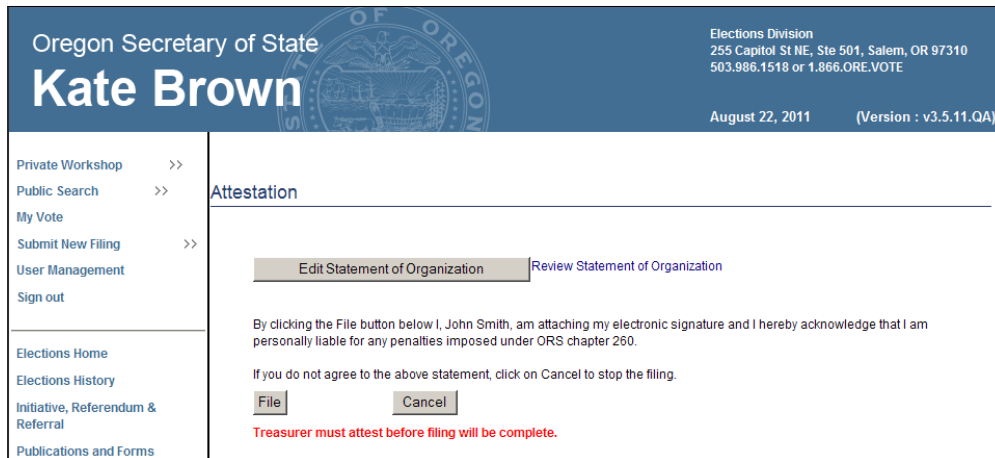 Oregon Secretary of State
Kate Brown
STATE OF OREGON
Elections Division
255 Capitol St NE, Ste 501, Salem, OR 97310
503.986.1518 or 1.866.ORE.VOTE
August 22, 2011 (Version : v3.5.11.QA)
Private Workshop >>
Public Search >>
My Vote
Submit New Filing >>
User Management
Sign out
Elections Home
Elections History
Initiative, Referendum &
Referral
Publications and Forms
Attestation
Edit Statement of Organization Review Statement of Organization
By clicking the File button below I, John Smith, am attaching my electronic signature and I hereby acknowledge that I am
personally liable for any penalties imposed under ORS chapter 260.
If you do not agree to the above statement, click on Cancel to stop the filing.
File Cancel
Treasurer must attest before filing will be complete.